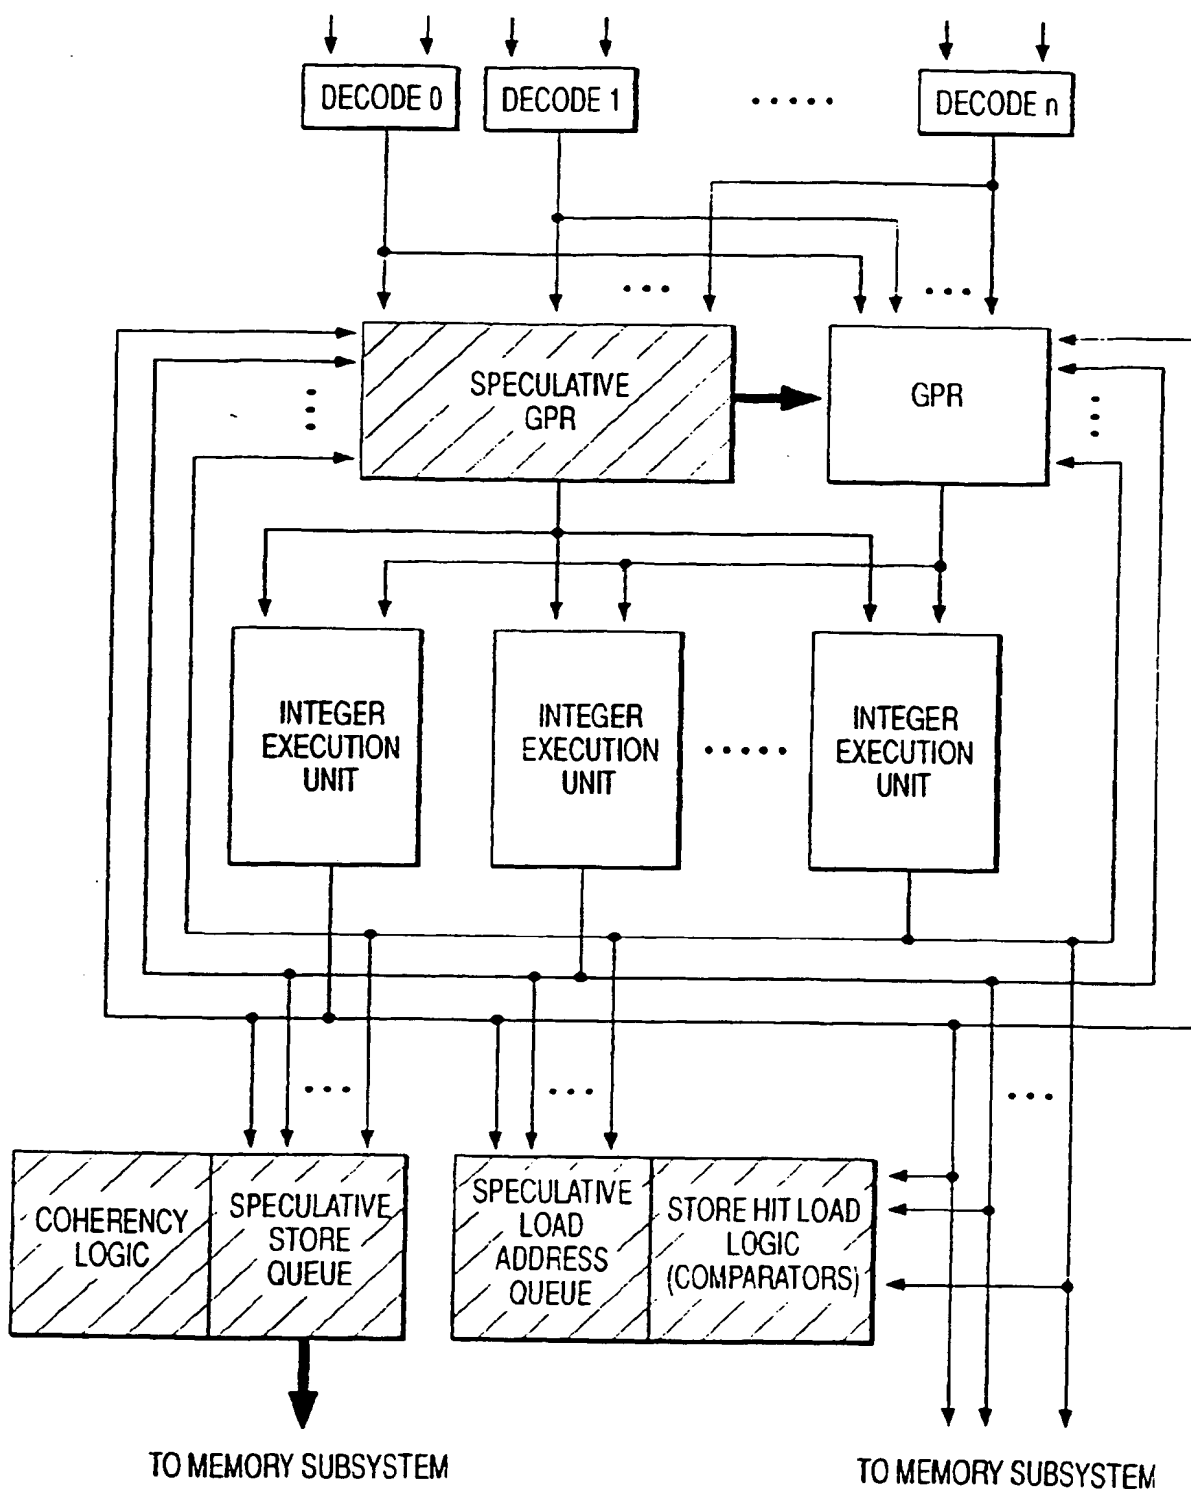 DECODE 0
DECODE 1
DECODE n
SPECULATIVE
GPR
GPR
INTEGER
EXECUTION
UNIT
INTEGER
EXECUTION
UNIT
INTEGER
EXECUTION
UNIT
COHERENCY
LOGIC
SPECULATIVE
STORE
QUEUE
SPECULATIVE
LOAD
ADDRESS
QUEUE
STORE HIT LOAD
LOGIC
(COMPARATORS)
TO MEMORY SUBSYSTEM
TO MEMORY SUBSYSTEM